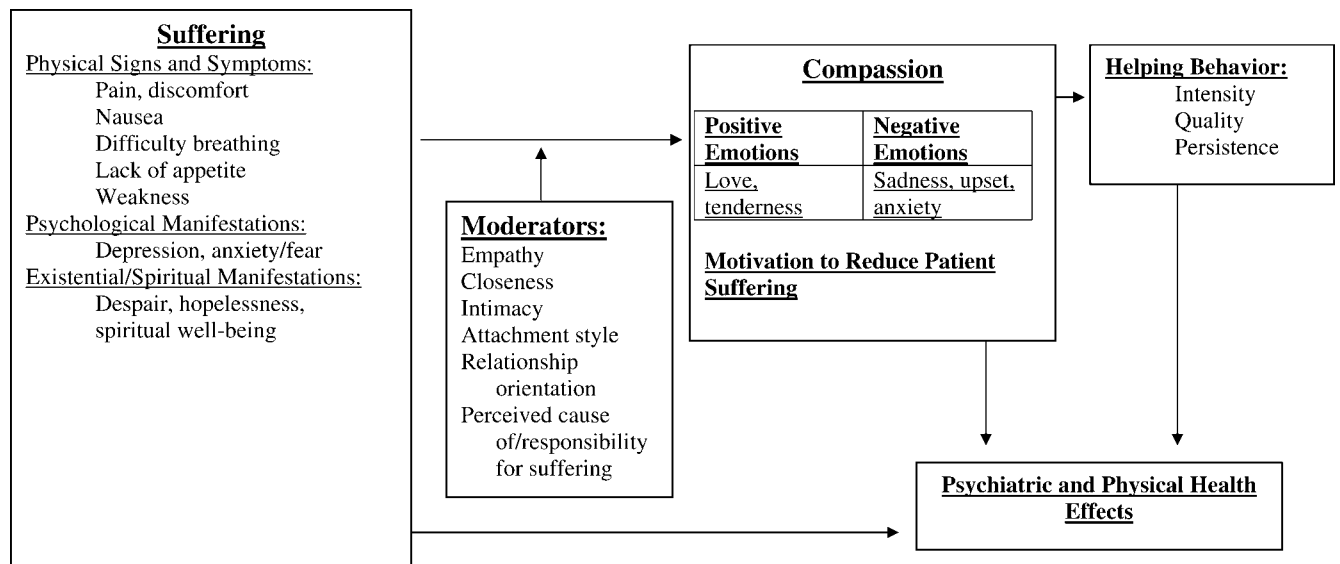 Suffering
Physical Signs and Symptoms:
Pain, discomfort
Nausea
Difficulty breathing
Lack of appetite
Weakness
Psychological Manifestations:
Depression, anxiety/fear
Existential/Spiritual Manifestations:
Despair, hopelessness,
spiritual well-being
Moderators:
Empathy
Closeness
Intimacy
Attachment style
Relationship
orientation
Perceived cause
of/responsibility
for suffering
Compassion
Positive
Emotions
Negative
Emotions
Love,
tenderness
Sadness, upset,
anxiety
Motivation to Reduce Patient
Suffering
Helping Behavior:
Intensity
Quality
Persistence
Psychiatric and Physical Health
Effects